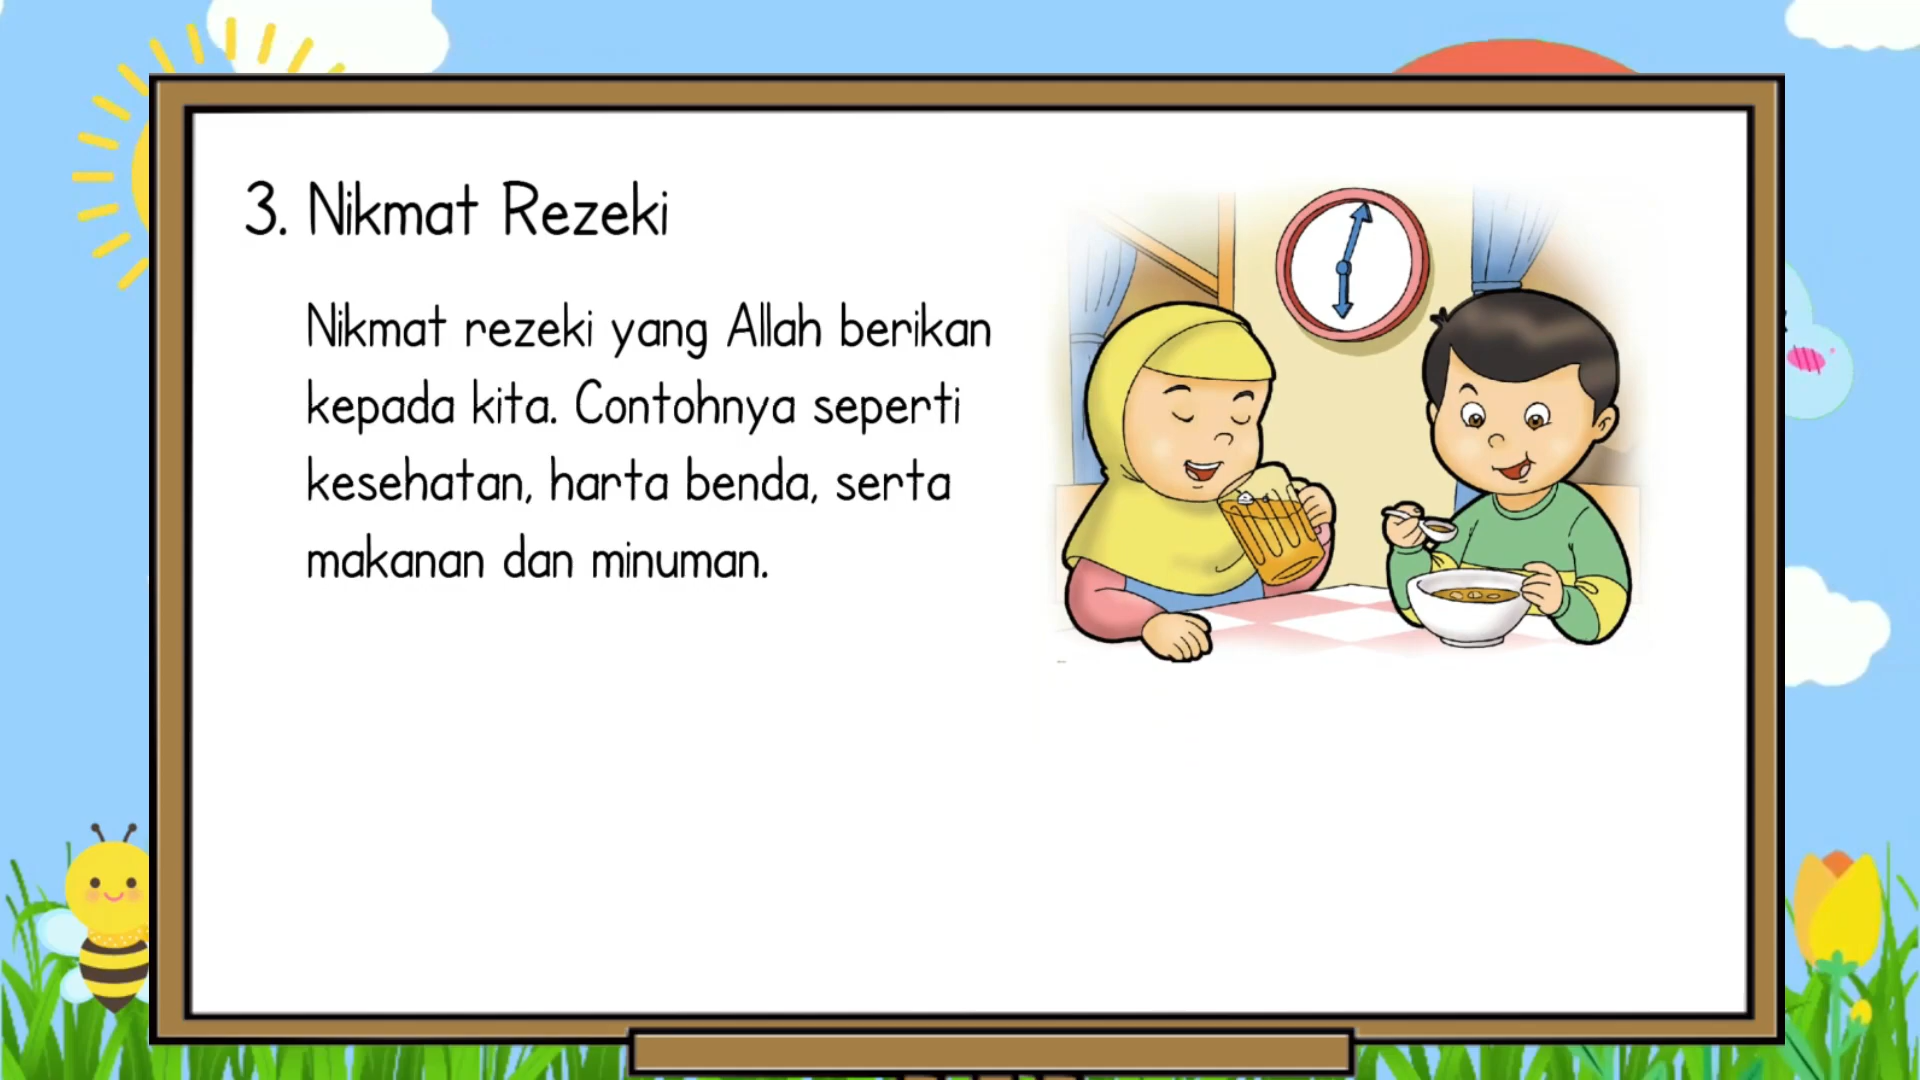 3. Nikmat Rezeki
Nikmat rezeki yang Allah berikan
kepada kita. Contohnya seperti
kesehatan, harta benda, serta
makanan dan minuman.